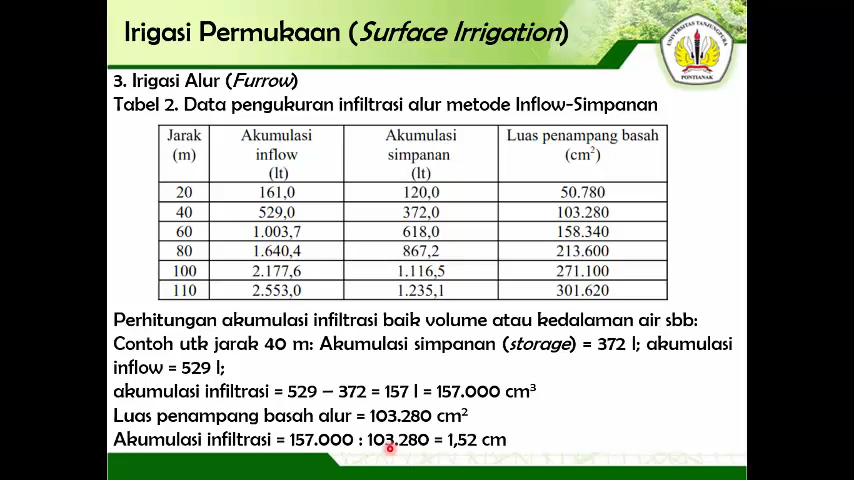 Irigasi Permukaan (Surface Irrigation)
UNIVERSITAS TANJUNGPURA
PONTIANAK
3. Irigasi Alur (Furrow)
Tabel 2. Data pengukuran infiltrasi alur metode Inflow-Simpanan
Jarak (m) Akumulasi inflow (lt) Akumulasi simpanan (lt) Luas penampang basah (cm²)
20 161,0 120,0 50.780
40 529,0 372,0 103.280
60 1.003,7 618,0 158.340
80 1.640,4 867,2 213.600
100 2.177,6 1.116,5 271.100
110 2.553,0 1.235,1 301.620
Perhitungan akumulasi infiltrasi baik volume atau kedalaman air sbb:
Contoh utk jarak 40 m: Akumulasi simpanan (storage) = 372 l; akumulasi
inflow = 529 l;
akumulasi infiltrasi = 529 – 372 = 157 l = 157.000 cm³
Luas penampang basah alur = 103.280 cm²
Akumulasi infiltrasi = 157.000 : 103.280 = 1,52 cm